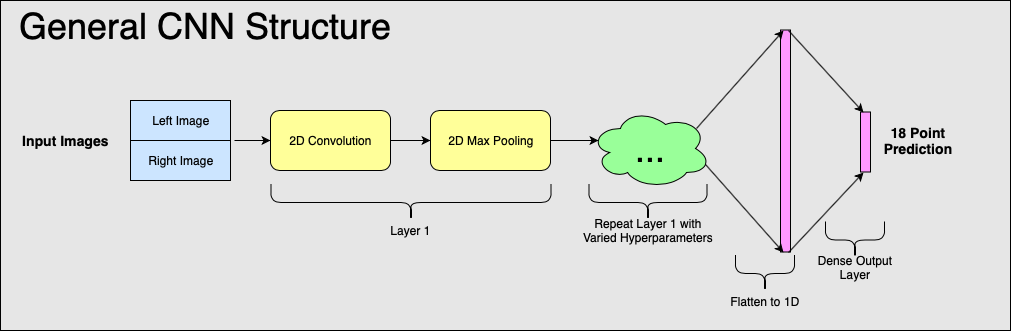 General CNN Structure
Input Images
Left Image
Right Image
2D Convolution
2D Max Pooling
...
18 Point
Prediction
Layer 1
Repeat Layer 1 with
Varied Hyperparameters
Dense Output
Layer
Flatten to 1D